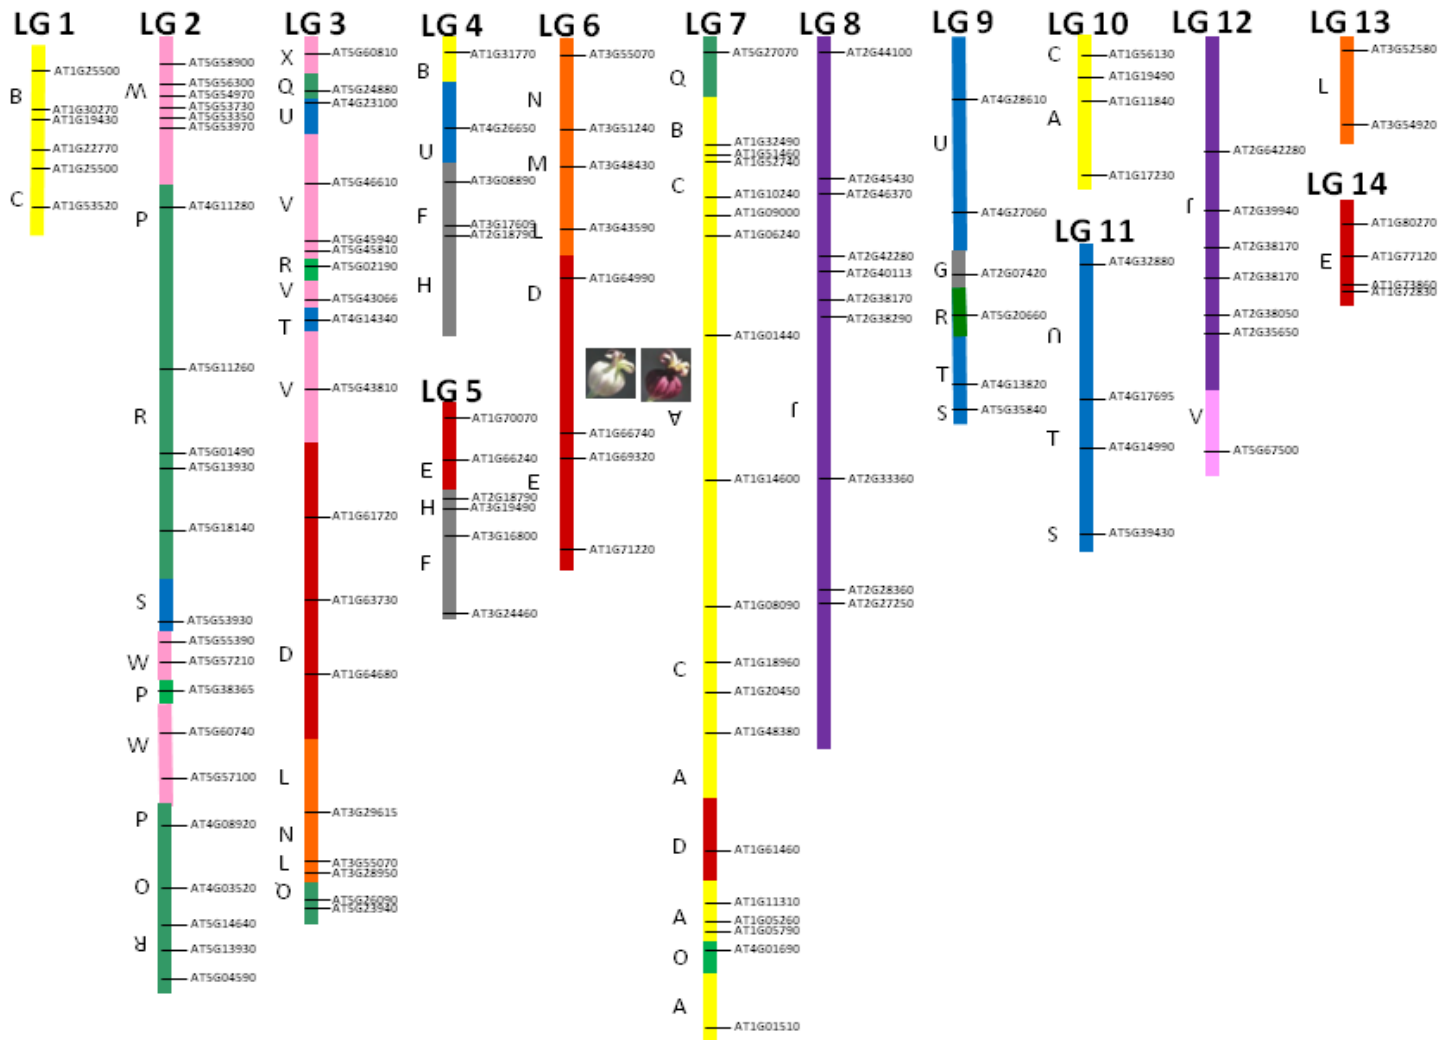 LG 1
B
AT1G25500
AT1G30270
AT1G19430
AT1G22770
AT1G25500
C
AT1G53520
LG 2
W
AT5G58900
AT5G56300
AT5G54970
AT5G53730
AT5G53350
AT5G53970
P
AT4G11280
AT5G11260
R
AT5G01490
AT5G13930
AT5G18140
S
AT5G53930
AT5G55390
W
AT5G57210
P
AT5G38365
W
AT5G60740
AT5G57100
P
AT4G08920
O
AT4G03520
AT5G14640
R
AT5G13930
AT5G04590
LG 3
X
AT5G60810
Q
AT5G24880
AT4G23100
U
AT5G46610
V
AT5G45940
AT5G45810
R
AT5G02190
V
AT5G43066
T
AT4G14340
V
AT5G43810
AT1G61720
AT1G63730
D
AT1G64680
L
AT3G29615
N
AT3G55070
L
AT3G28950
Q
AT5G26090
AT5G23940
LG 4
B
AT1G31770
AT4G26650
U
AT3G08890
F
AT3G17609
AT2G18790
H
LG 5
AT1G70070
E
AT1G66240
AT2G18790
H
AT3G19490
AT3G16800
F
AT3G24460
LG 6
AT3G55070
N
AT3G51240
M
AT3G48430
L
AT3G43590
AT1G64990
D
AT1G66740
AT1G69320
E
AT1G71220
LG 7
AT5G27070
Q
B
AT1G32490
AT1G51460
AT1G52740
C
AT1G10240
AT1G09000
AT1G06240
AT1G01440
A
AT1G14600
AT1G08090
C
AT1G18960
AT1G20450
AT1G48380
A
D
AT1G61460
AT1G11310
A
AT1G05260
AT1G05790
AT4G01690
O
A
AT1G01510
LG 8
AT2G44100
AT2G45430
AT2G46370
AT2G42280
AT2G40113
AT2G38170
AT2G38290
J
AT2G33360
AT2G28360
AT2G27250
LG 9
AT4G28610
U
AT4G27060
G
AT2G07420
R
AT5G20660
T
AT4G13820
S
AT5G35840
LG 10
C
AT1G56130
AT1G19490
AT1G11840
A
AT1G17230
LG 11
AT4G32880
U
AT4G17695
T
AT4G14990
S
AT5G39430
LG 12
AT2G642280
J
AT2G39940
AT2G38170
AT2G38170
AT2G38050
AT2G35650
V
AT5G67500
LG 13
AT3G52580
L
AT3G54920
LG 14
AT1G80270
E
AT1G77120
AT1G73860
AT1G72830